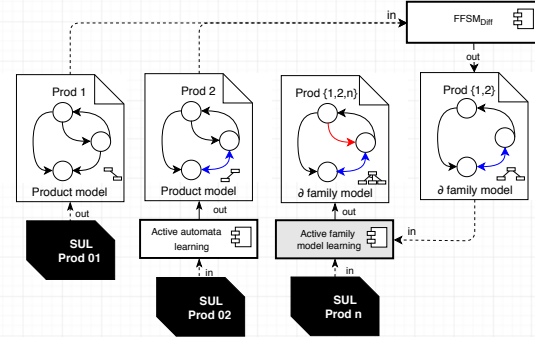 in
FFSMDiff
out
Prod 1
Prod 2
Prod {1,2,n}
Prod {1,2}
Product model
Product model
∂ family model
∂ family model
out
out
out
in
SUL
Prod 01
Active automata
learning
Active family
model learning
in
in
SUL
Prod 02
SUL
Prod n